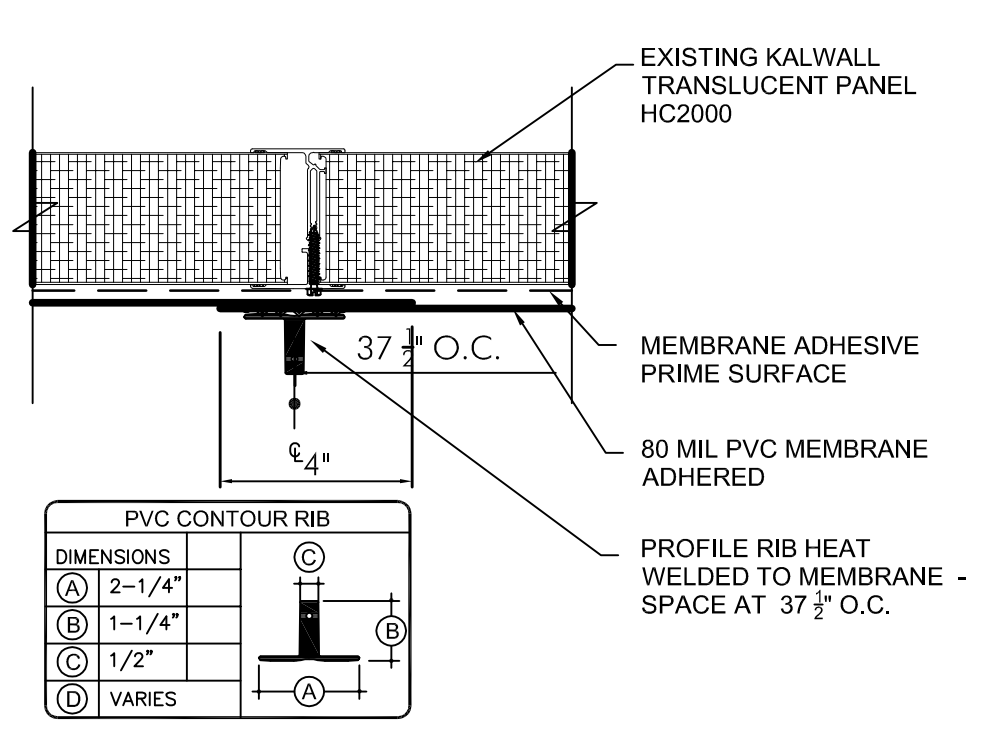 EXISTING KALWALL
TRANSLUCENT PANEL
HC2000
37 1/2" O.C.
MEMBRANE ADHESIVE
PRIME SURFACE
℄
4"
80 MIL PVC MEMBRANE
ADHERED
PROFILE RIB HEAT
WELDED TO MEMBRANE -
SPACE AT 37 1/2" O.C.
PVC CONTOUR RIB
DIMENSIONS
A 2-1/4"
B 1-1/4"
C 1/2"
D VARIES
C
B
A